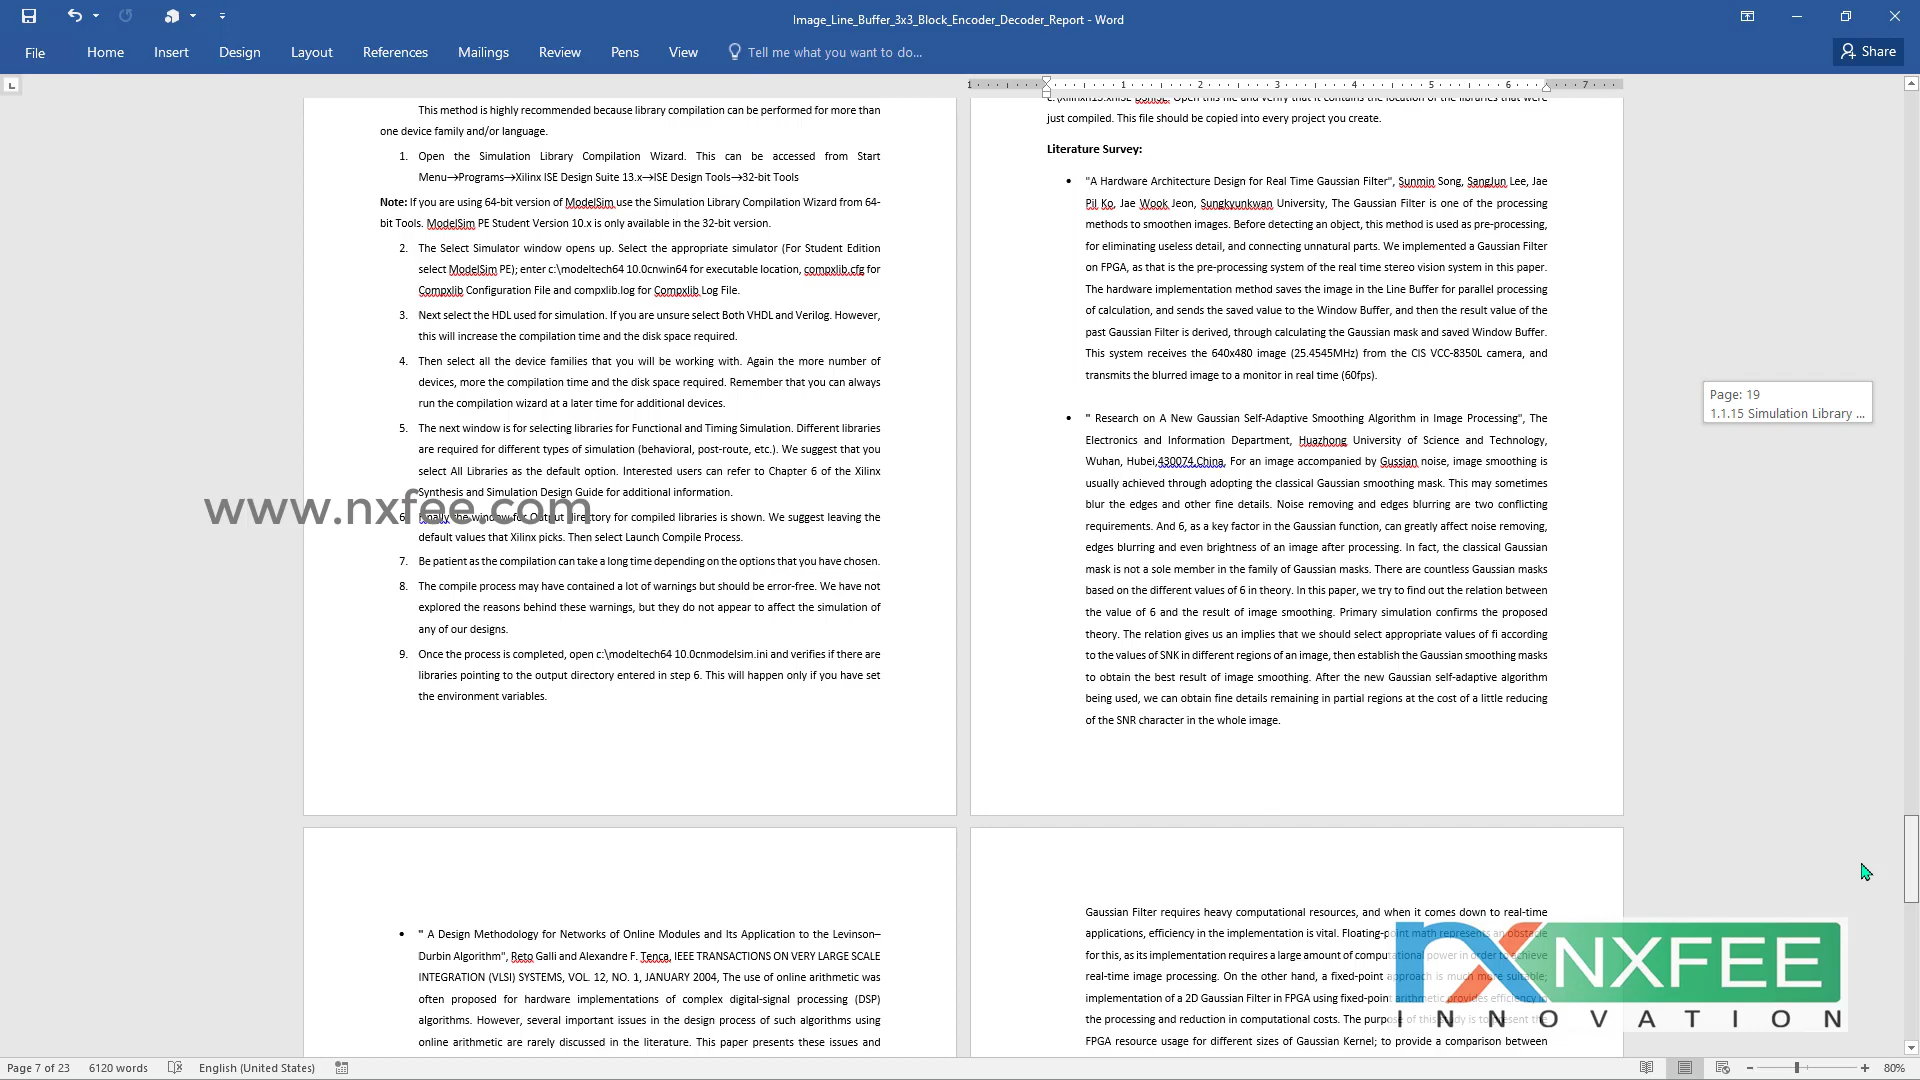 Image_Line_Buffer_3x3_Block_Encoder_Decoder_Report - Word
File Home Insert Design Layout References Mailings Review Pens View Tell me what you want to do... Share
This method is highly recommended because library compilation can be performed for more than
one device family and/or language.
1. Open the Simulation Library Compilation Wizard. This can be accessed from Start
Menu→Programs→Xilinx ISE Design Suite 13.x→ISE Design Tools→32-bit Tools
Note: If you are using 64-bit version of ModelSim use the Simulation Library Compilation Wizard from 64-
bit Tools. ModelSim PE Student Version 10.x is only available in the 32-bit version.
2. The Select Simulator window opens up. Select the appropriate simulator (For Student Edition
select ModelSim PE); enter c:\modeltech64 10.0cnwin64 for executable location, compxlib.cfg for
Compxlib Configuration File and compxlib.log for Compxlib Log File.
3. Next select the HDL used for simulation. If you are unsure select Both VHDL and Verilog. However,
this will increase the compilation time and the disk space required.
4. Then select all the device families that you will be working with. Again the more number of
devices, more the compilation time and the disk space required. Remember that you can always
run the compilation wizard at a later time for additional devices.
5. The next window is for selecting libraries for Functional and Timing Simulation. Different libraries
are required for different types of simulation (behavioral, post-route, etc.). We suggest that you
select All Libraries as the default option. Interested users can refer to Chapter 6 of the Xilinx
Synthesis and Simulation Design Guide for additional information.
www.nxfee.com
6. Finally the window for Output directory for compiled libraries is shown. We suggest leaving the
default values that Xilinx picks. Then select Launch Compile Process.
7. Be patient as the compilation can take a long time depending on the options that you have chosen.
8. The compile process may have contained a lot of warnings but should be error-free. We have not
explored the reasons behind these warnings, but they do not appear to affect the simulation of
any of our designs.
9. Once the process is completed, open c:\modeltech64 10.0cnmodelsim.ini and verifies if there are
libraries pointing to the output directory entered in step 6. This will happen only if you have set
the environment variables.
Open this file and verify that it contains the location of the libraries that were
just compiled. This file should be copied into every project you create.
Literature Survey:
• "A Hardware Architecture Design for Real Time Gaussian Filter", Sunmin Song, SangJun Lee, Jae
Pil Ko, Jae Wook Jeon, Sungkyunkwan University, The Gaussian Filter is one of the processing
methods to smoothen images. Before detecting an object, this method is used as pre-processing,
for eliminating useless detail, and connecting unnatural parts. We implemented a Gaussian Filter
on FPGA, as that is the pre-processing system of the real time stereo vision system in this paper.
The hardware implementation method saves the image in the Line Buffer for parallel processing
of calculation, and sends the saved value to the Window Buffer, and then the result value of the
past Gaussian Filter is derived, through calculating the Gaussian mask and saved Window Buffer.
This system receives the 640x480 image (25.4545MHz) from the CIS VCC-8350L camera, and
transmits the blurred image to a monitor in real time (60fps).
• " Research on A New Gaussian Self-Adaptive Smoothing Algorithm in Image Processing", The
Electronics and Information Department, Huazhong University of Science and Technology,
Wuhan, Hubei,430074,China, For an image accompanied by Gussian noise, image smoothing is
usually achieved through adopting the classical Gaussian smoothing mask. This may sometimes
blur the edges and other fine details. Noise removing and edges blurring are two conflicting
requirements. And 6, as a key factor in the Gaussian function, can greatly affect noise removing,
edges blurring and even brightness of an image after processing. In fact, the classical Gaussian
mask is not a sole member in the family of Gaussian masks. There are countless Gaussian masks
based on the different values of 6 in theory. In this paper, we try to find out the relation between
the value of 6 and the result of image smoothing. Primary simulation confirms the proposed
theory. The relation gives us an implies that we should select appropriate values of fi according
to the values of SNK in different regions of an image, then establish the Gaussian smoothing masks
to obtain the best result of image smoothing. After the new Gaussian self-adaptive algorithm
being used, we can obtain fine details remaining in partial regions at the cost of a little reducing
of the SNR character in the whole image.
Page: 19
1.1.15 Simulation Library ...
• " A Design Methodology for Networks of Online Modules and Its Application to the Levinson–
Durbin Algorithm", Reto Galli and Alexandre F. Tenca, IEEE TRANSACTIONS ON VERY LARGE SCALE
INTEGRATION (VLSI) SYSTEMS, VOL. 12, NO. 1, JANUARY 2004, The use of online arithmetic was
often proposed for hardware implementations of complex digital-signal processing (DSP)
algorithms. However, several important issues in the design process of such algorithms using
online arithmetic are rarely discussed in the literature. This paper presents these issues and
Gaussian Filter requires heavy computational resources, and when it comes down to real-time
applications, efficiency in the implementation is vital. Floating-point math represents an obstacle
for this, as its implementation requires a large amount of computational power in order to achieve
real-time image processing. On the other hand, a fixed-point approach is much more suitable;
implementation of a 2D Gaussian Filter in FPGA using fixed-point arithmetic provides efficiency in
the processing and reduction in computational costs. The purpose of this study is to present the
FPGA resource usage for different sizes of Gaussian Kernel; to provide a comparison between
NXFEE
INNOVATION
Page 7 of 23 6120 words English (United States) 80%